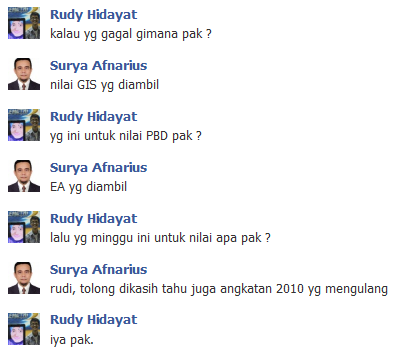 Rudy Hidayat
kalau yg gagal gimana pak ?
Surya Afnarius
nilai GIS yg diambil
Rudy Hidayat
yg ini untuk nilai PBD pak ?
Surya Afnarius
EA yg diambil
Rudy Hidayat
lalu yg minggu ini untuk nilai apa pak ?
Surya Afnarius
rudi, tolong dikasih tahu juga angkatan 2010 yg mengulang
Rudy Hidayat
iya pak.